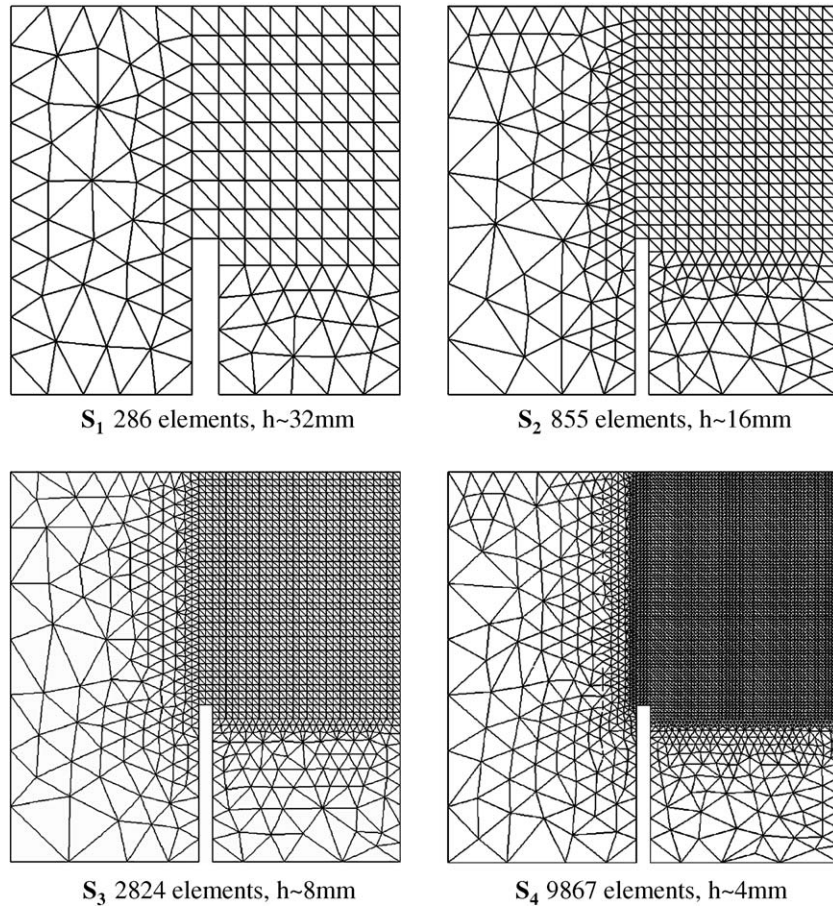 S1 286 elements, h~32mm
S2 855 elements, h~16mm
S3 2824 elements, h~8mm
S4 9867 elements, h~4mm